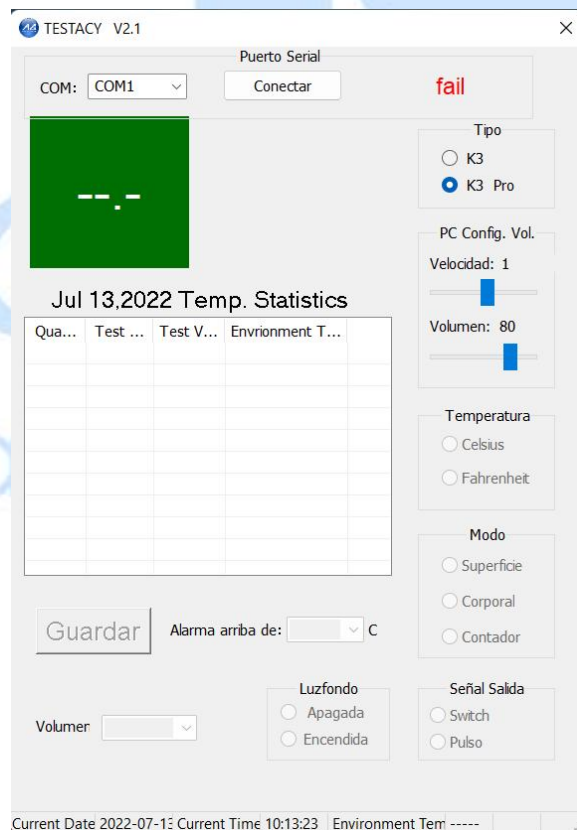 TESTACY V2.1
Puerto Serial
COM: COM1 Conectar fail
Tipo
K3
K3 Pro
--.-
PC Config. Vol.
Velocidad: 1
Volumen: 80
Jul 13,2022 Temp. Statistics
Qua... Test ... Test V... Envrionment T...
Temperatura
Celsius
Fahrenheit
Modo
Superficie
Corporal
Contador
Guardar Alarma arriba de: C
Luzfondo
Apagada
Encendida
Señal Salida
Switch
Pulso
Volumen
Current Date 2022-07-13 Current Time 10:13:23 Environment Tem -----